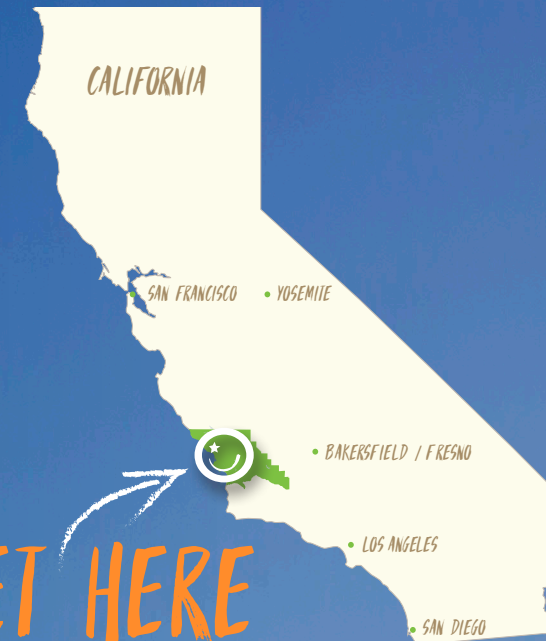 CALIFORNIA
SAN FRANCISCO
YOSEMITE
BAKERSFIELD / FRESNO
LOS ANGELES
HERE
SAN DIEGO